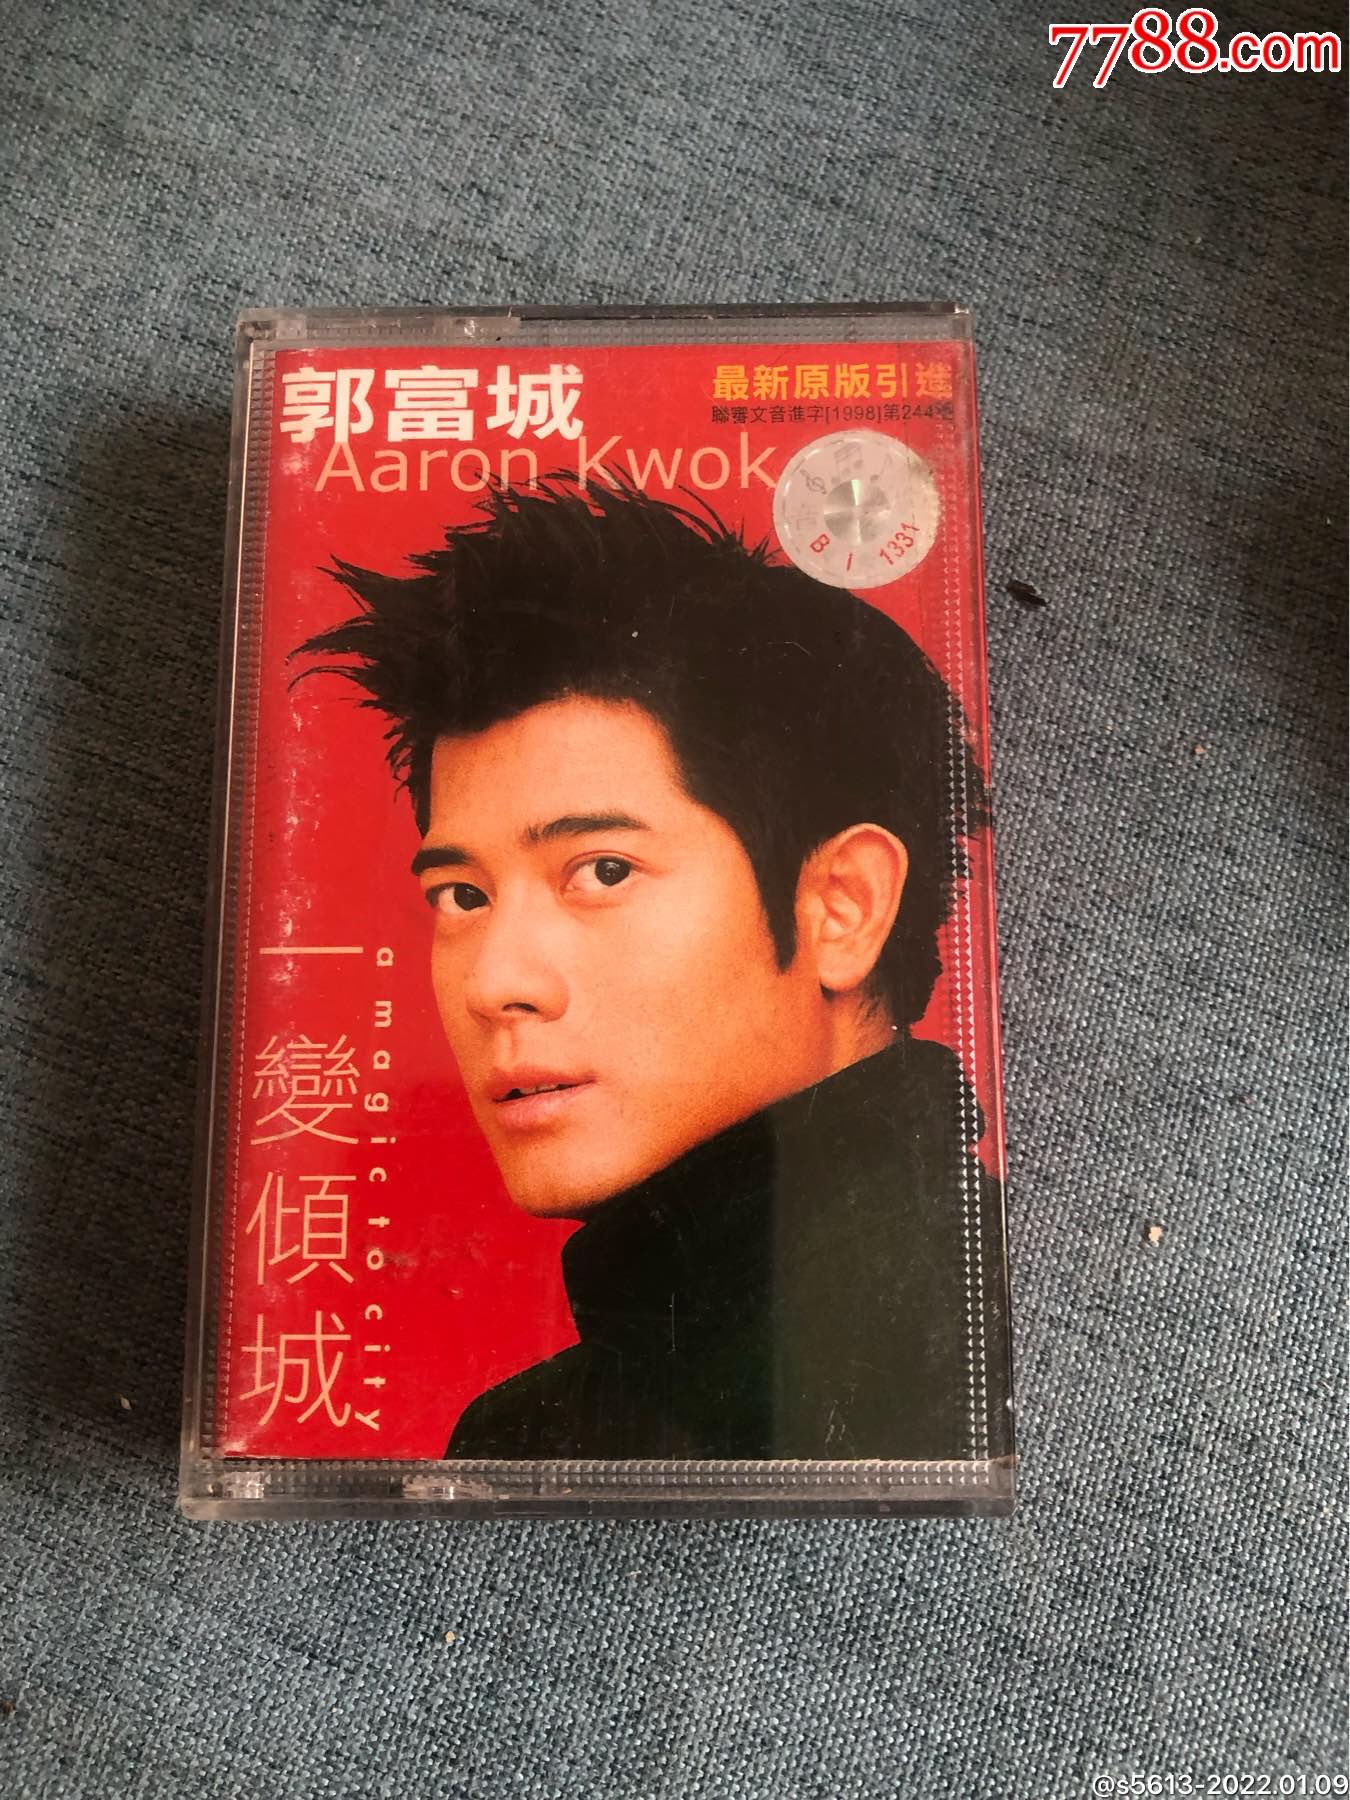 7788.com
郭富城
Aaron Kwok
最新原版引進
聯審文音進字[1998]第244號
B I 1331
一變傾城
a magic to city
@s5613-2022.01.09